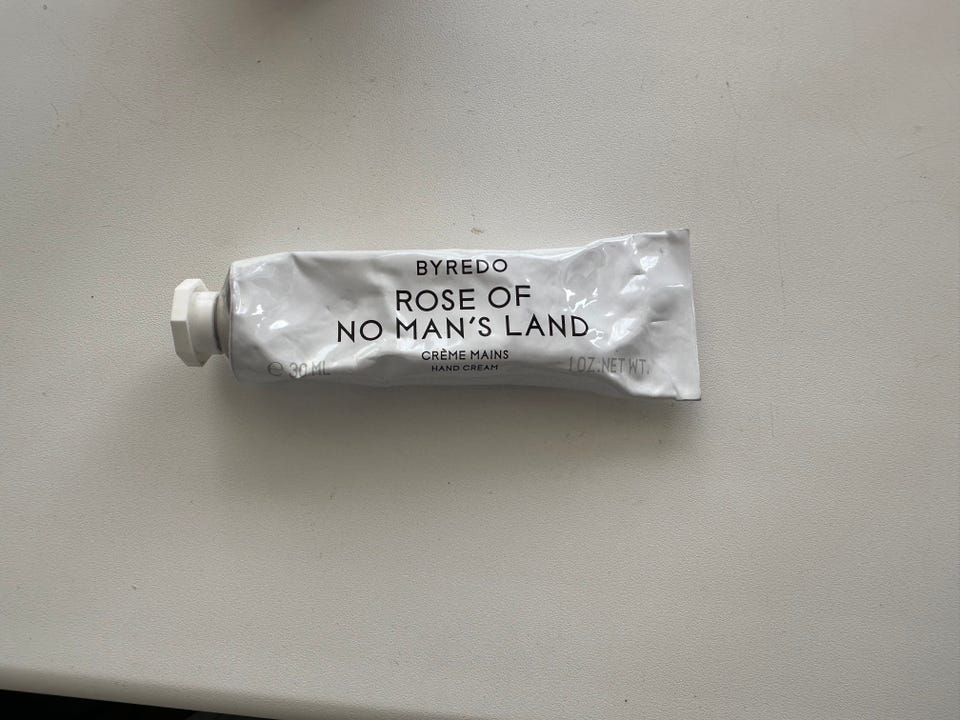 BYREDO
ROSE OF
NO MAN'S LAND
CRÈME MAINS
HAND CREAM
℮ 30 ML
1 OZ. NET WT.